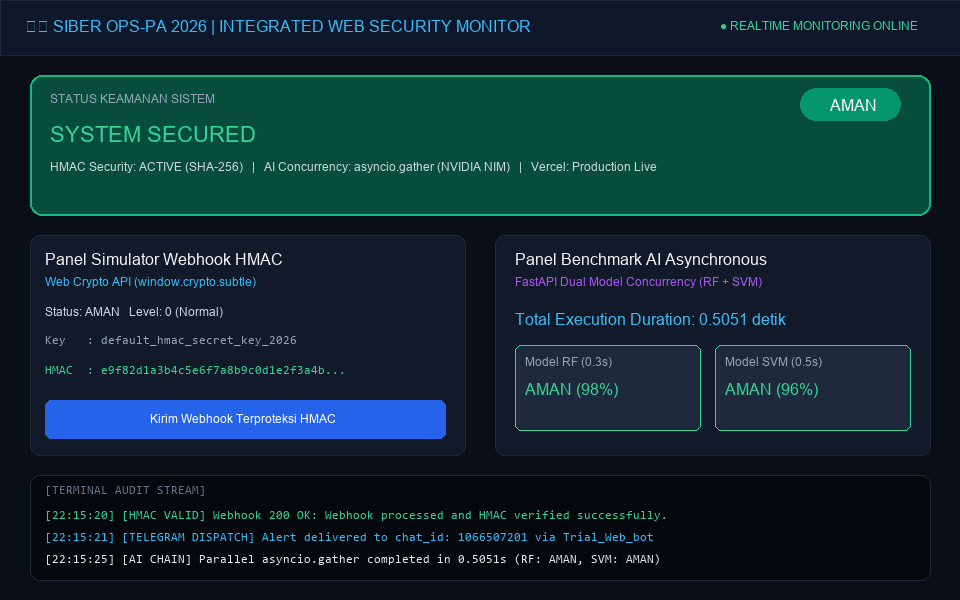 SIBER OPS-PA 2026 | INTEGRATED WEB SECURITY MONITOR
● REALTIME MONITORING ONLINE
STATUS KEAMANAN SISTEM
AMAN
SYSTEM SECURED
HMAC Security: ACTIVE (SHA-256) | AI Concurrency: asyncio.gather (NVIDIA NIM) | Vercel: Production Live
Panel Simulator Webhook HMAC
Web Crypto API (window.crypto.subtle)
Status: AMAN Level: 0 (Normal)
Key : default_hmac_secret_key_2026
HMAC : e9f82d1a3b4c5e6f7a8b9c0d1e2f3a4b...
Kirim Webhook Terproteksi HMAC
Panel Benchmark AI Asynchronous
FastAPI Dual Model Concurrency (RF + SVM)
Total Execution Duration: 0.5051 detik
Model RF (0.3s)
AMAN (98%)
Model SVM (0.5s)
AMAN (96%)
[TERMINAL AUDIT STREAM]
[22:15:20] [HMAC VALID] Webhook 200 OK: Webhook processed and HMAC verified successfully.
[22:15:21] [TELEGRAM DISPATCH] Alert delivered to chat_id: 1066507201 via Trial_Web_bot
[22:15:25] [AI CHAIN] Parallel asyncio.gather completed in 0.5051s (RF: AMAN, SVM: AMAN)